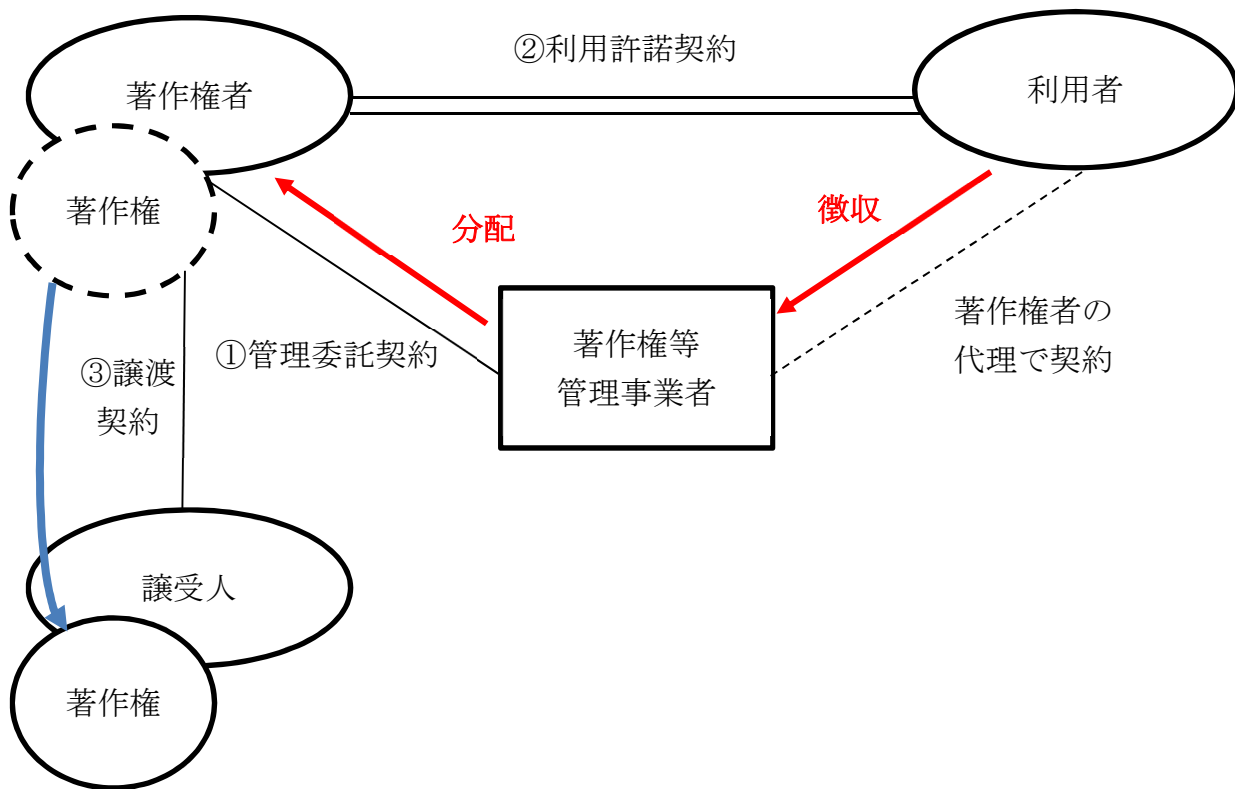 ②利用許諾契約
著作権者
利用者
著作権
分配
徴収
著作権等
管理事業者
著作権者の
代理で契約
①管理委託契約
③譲渡
契約
譲受人
著作権